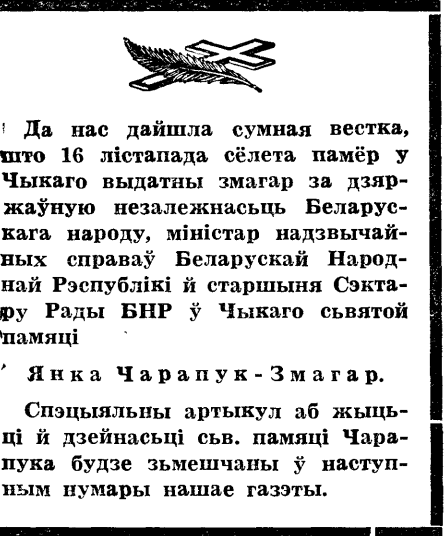 Да нас дайшла сумная вестка,
што 16 лістапада сёлета памёр у
Чыкаго выдатны змагар за дзяр-
жаўную незалежнасьць Беларус-
кага народу, міністар надзвычай-
ных справаў Беларускай Народ-
най Рэспублікі й старшыня Сэкта-
ру Рады БНР ў Чыкаго сьвятой
памяці
Янка Чарапук-Змагар.
Спэцыяльны артыкул аб жыць-
ці й дзейнасьці сьв. памяці Чара-
пука будзе зьмешчаны ў наступ-
ным нумары нашае газэты.